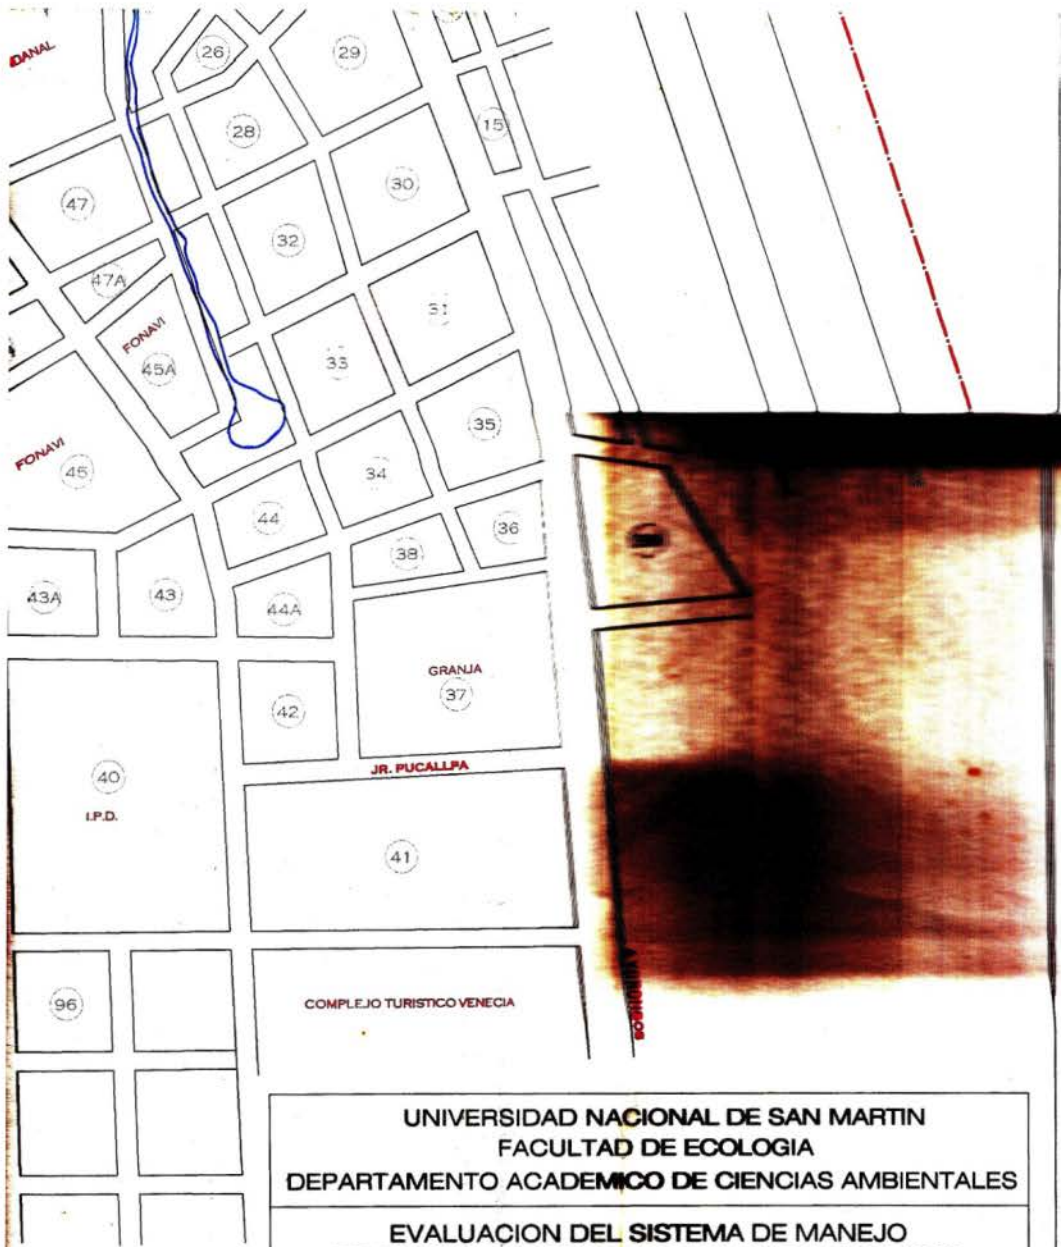 26
29
15
28
47
30
32
47A
31
FONAVI
45A
33
35
FONAVI
45
34
44
36
38
43A
43
44A
GRANJA
37
42
JR. PUCALLPA
40
I.P.D.
41
96
COMPLEJO TURISTICO VENECIA
UNIVERSIDAD NACIONAL DE SAN MARTIN
FACULTAD DE ECOLOGIA
DEPARTAMENTO ACADEMICO DE CIENCIAS AMBIENTALES
EVALUACION DEL SISTEMA DE MANEJO